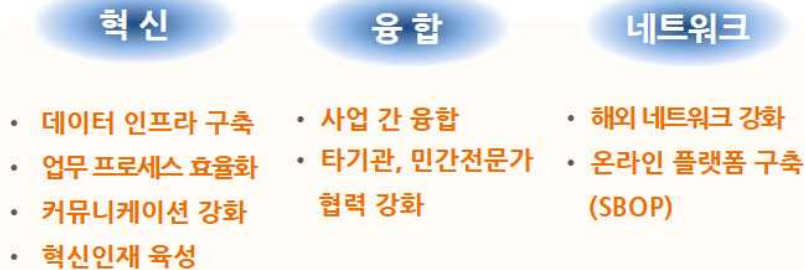 혁 신
• 데이터 인프라 구축
• 업무 프로세스 효율화
• 커뮤니케이션 강화
• 혁신인재 육성
융 합
• 사업 간 융합
• 타기관, 민간전문가
협력 강화
네트워크
• 해외 네트워크 강화
• 온라인 플랫폼 구축
(SBOP)